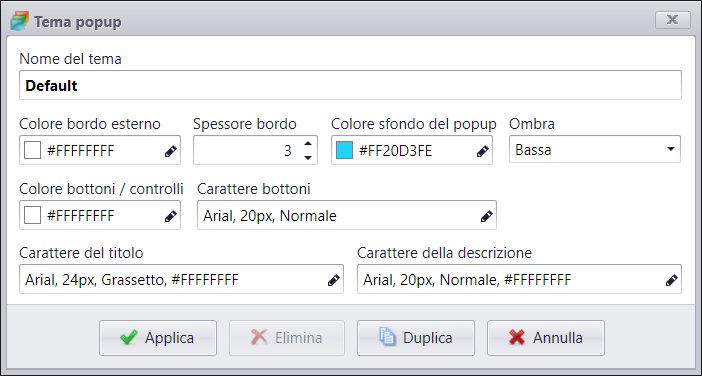 Tema popup
Nome del tema
Default
Colore bordo esterno Spessore bordo Colore sfondo del popup Ombra
#FFFFFFFF 3 #FF20D3FE Bassa
Colore bottoni / controlli Carattere bottoni
#FFFFFFFF Arial, 20px, Normale
Carattere del titolo Carattere della descrizione
Arial, 24px, Grassetto, #FFFFFFFF Arial, 20px, Normale, #FFFFFFFF
Applica Elimina Duplica Annulla